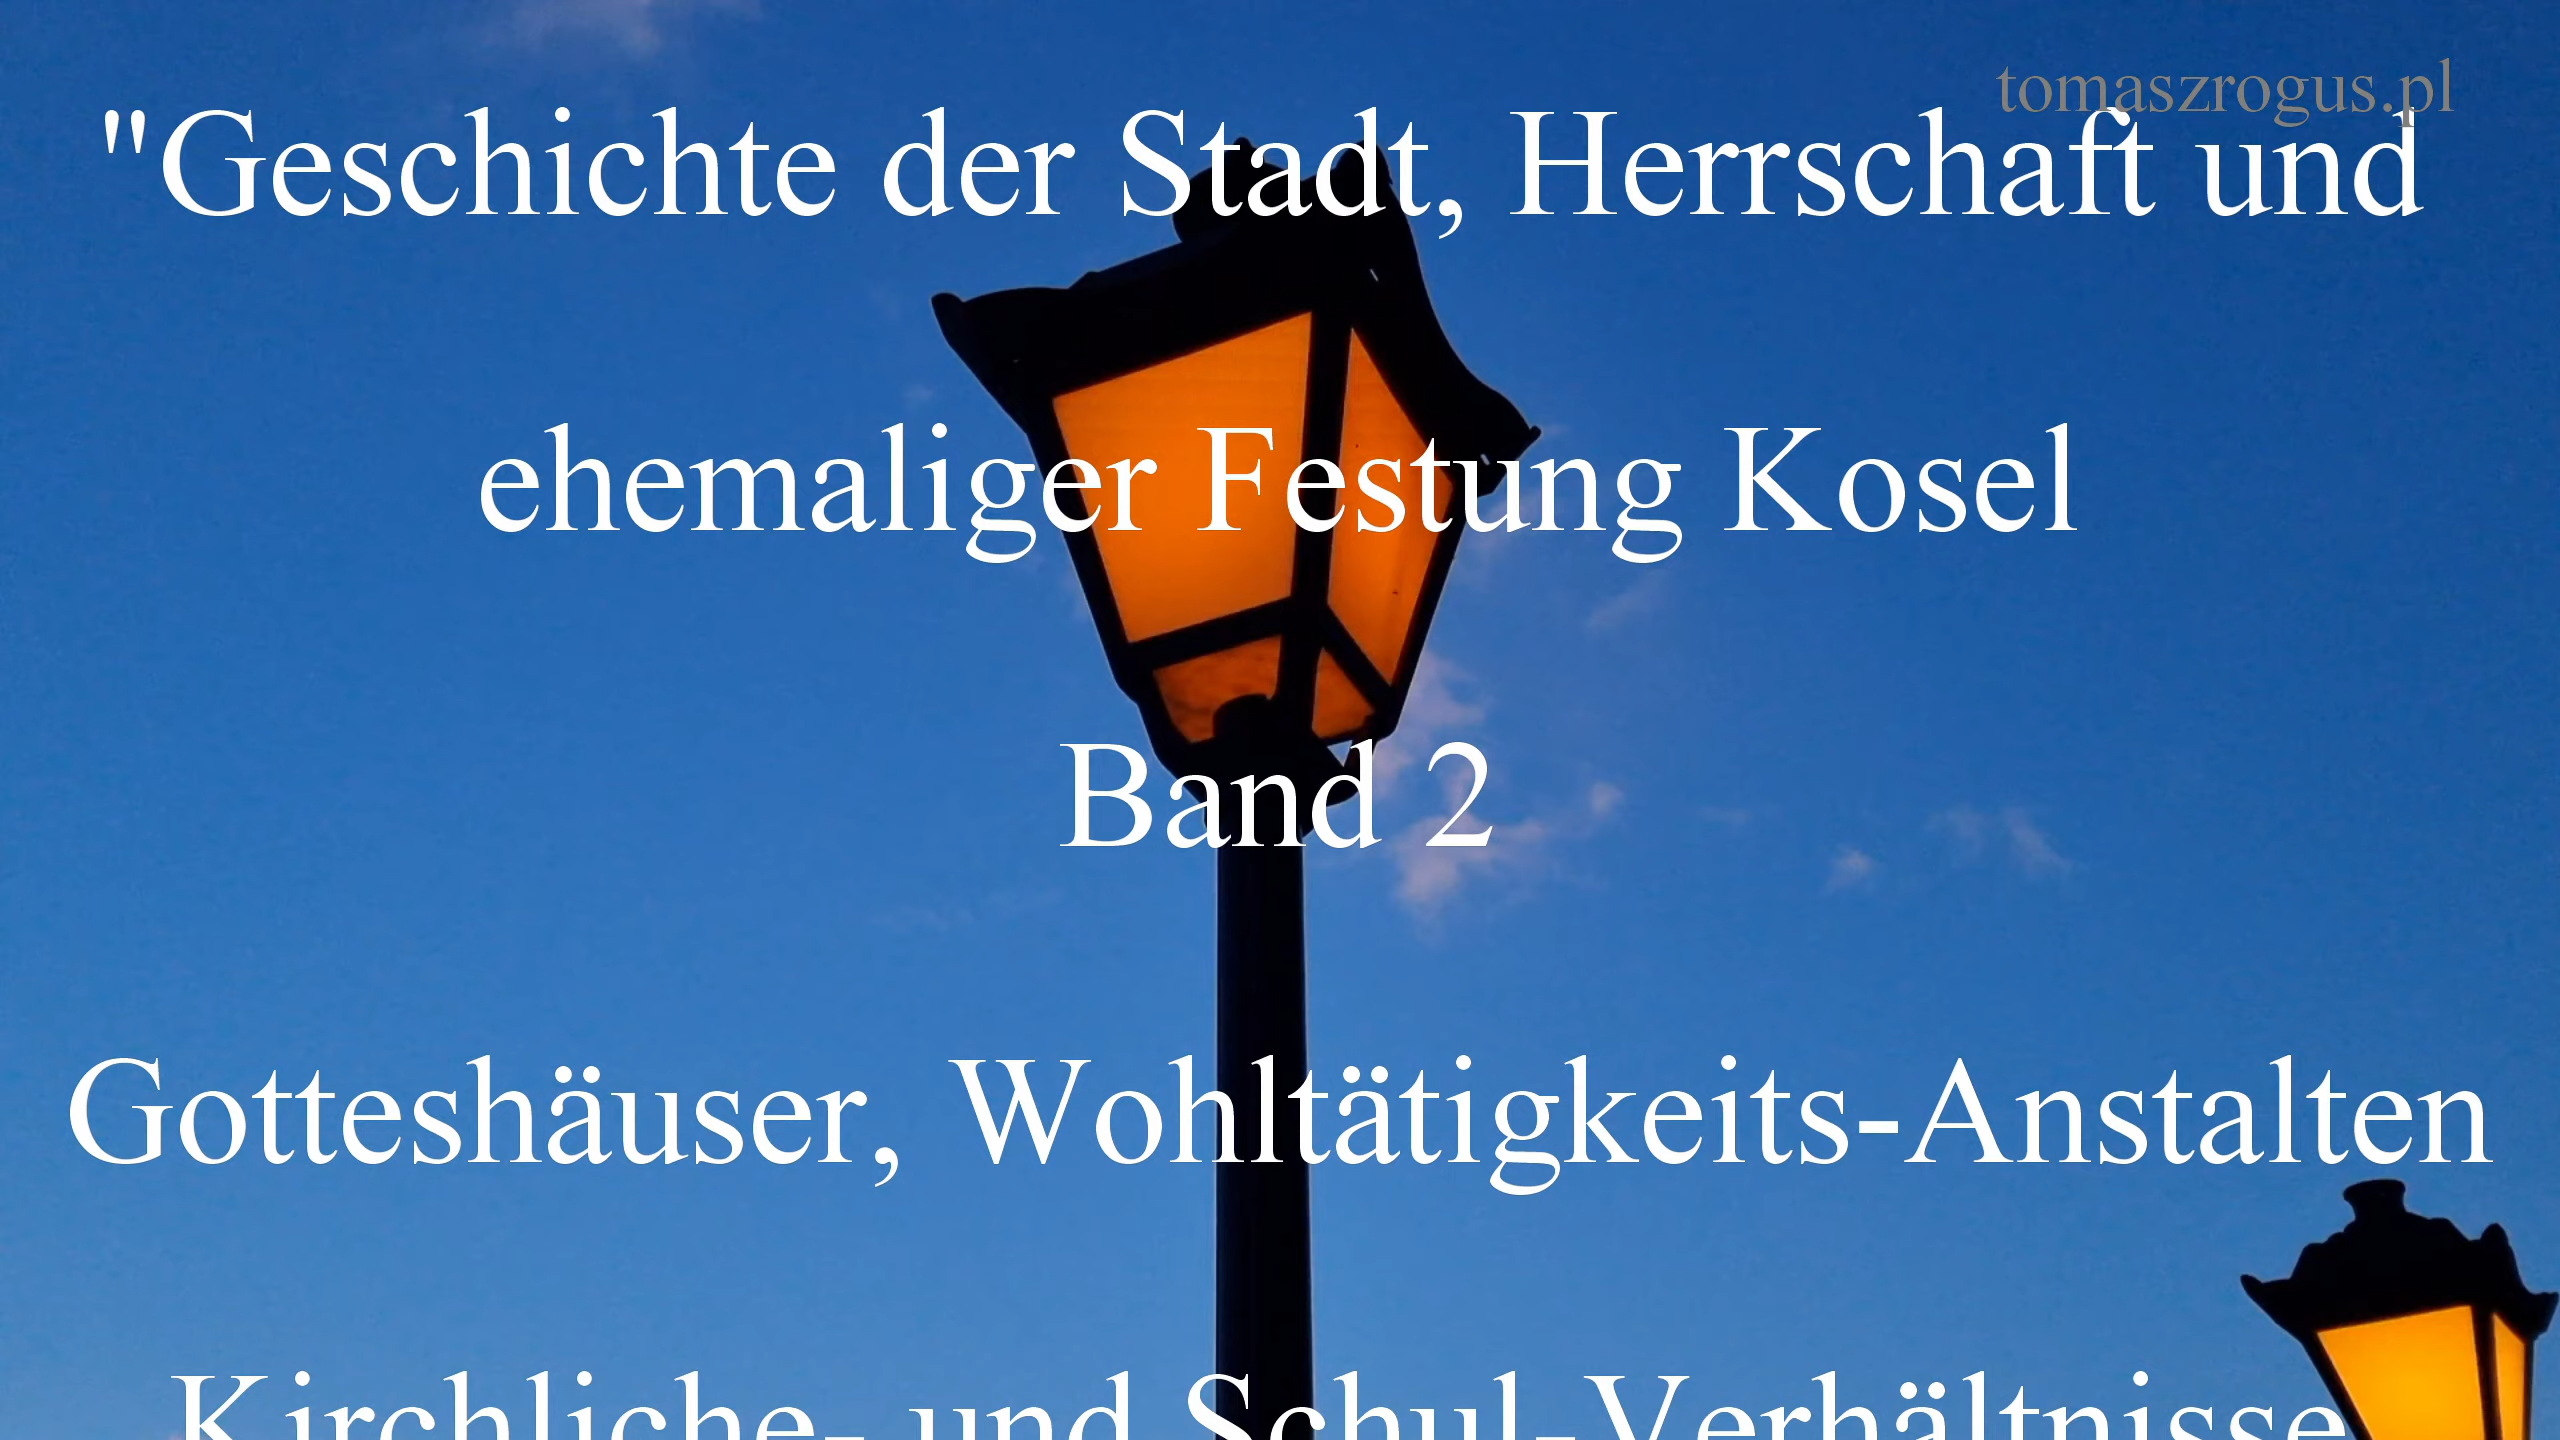 tomaszrogus.pl
"Geschichte der Stadt, Herrschaft und
ehemaliger Festung Kosel
Band 2
Gotteshäuser, Wohltätigkeits-Anstalten
Kirchliche- und Schul-Verhältnisse